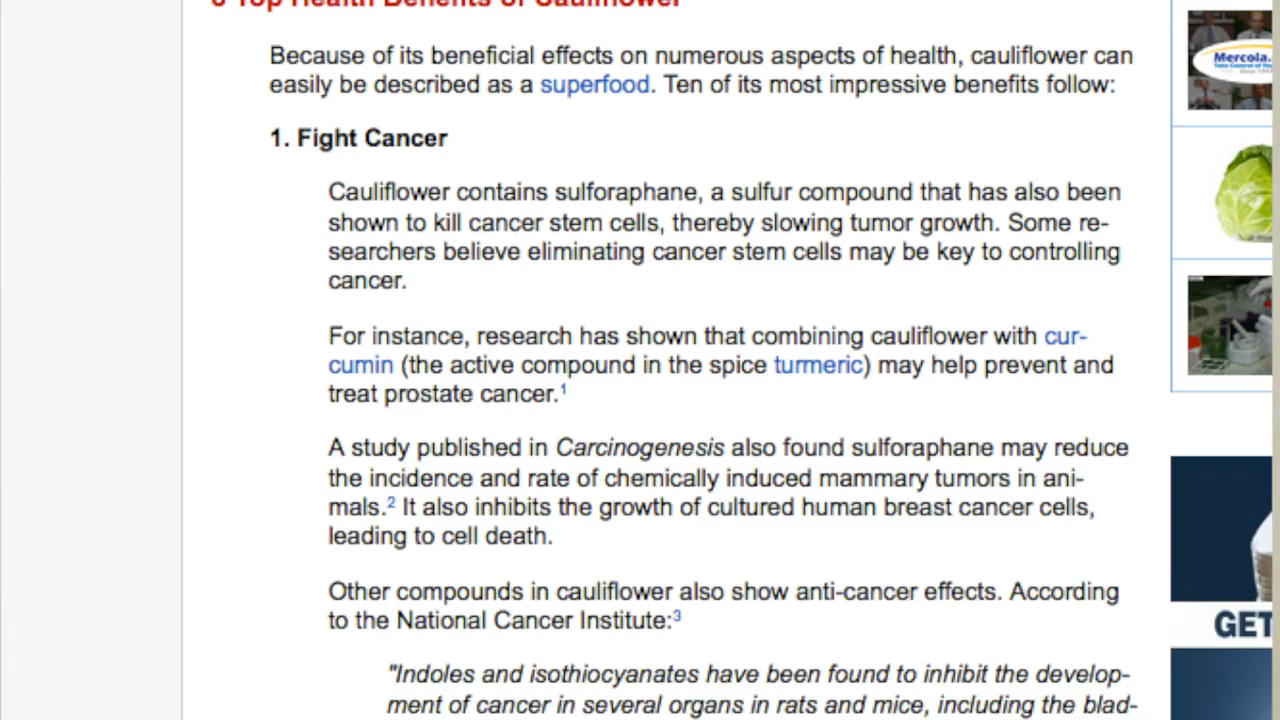 8 Top Health Benefits of Cauliflower
Because of its beneficial effects on numerous aspects of health, cauliflower can
easily be described as a superfood. Ten of its most impressive benefits follow:
1. Fight Cancer
Cauliflower contains sulforaphane, a sulfur compound that has also been
shown to kill cancer stem cells, thereby slowing tumor growth. Some re-
searchers believe eliminating cancer stem cells may be key to controlling
cancer.
For instance, research has shown that combining cauliflower with cur-
cumin (the active compound in the spice turmeric) may help prevent and
treat prostate cancer.1
A study published in Carcinogenesis also found sulforaphane may reduce
the incidence and rate of chemically induced mammary tumors in ani-
mals.2 It also inhibits the growth of cultured human breast cancer cells,
leading to cell death.
Other compounds in cauliflower also show anti-cancer effects. According
to the National Cancer Institute:3
"Indoles and isothiocyanates have been found to inhibit the develop-
ment of cancer in several organs in rats and mice, including the blad-
Mercola.
GET